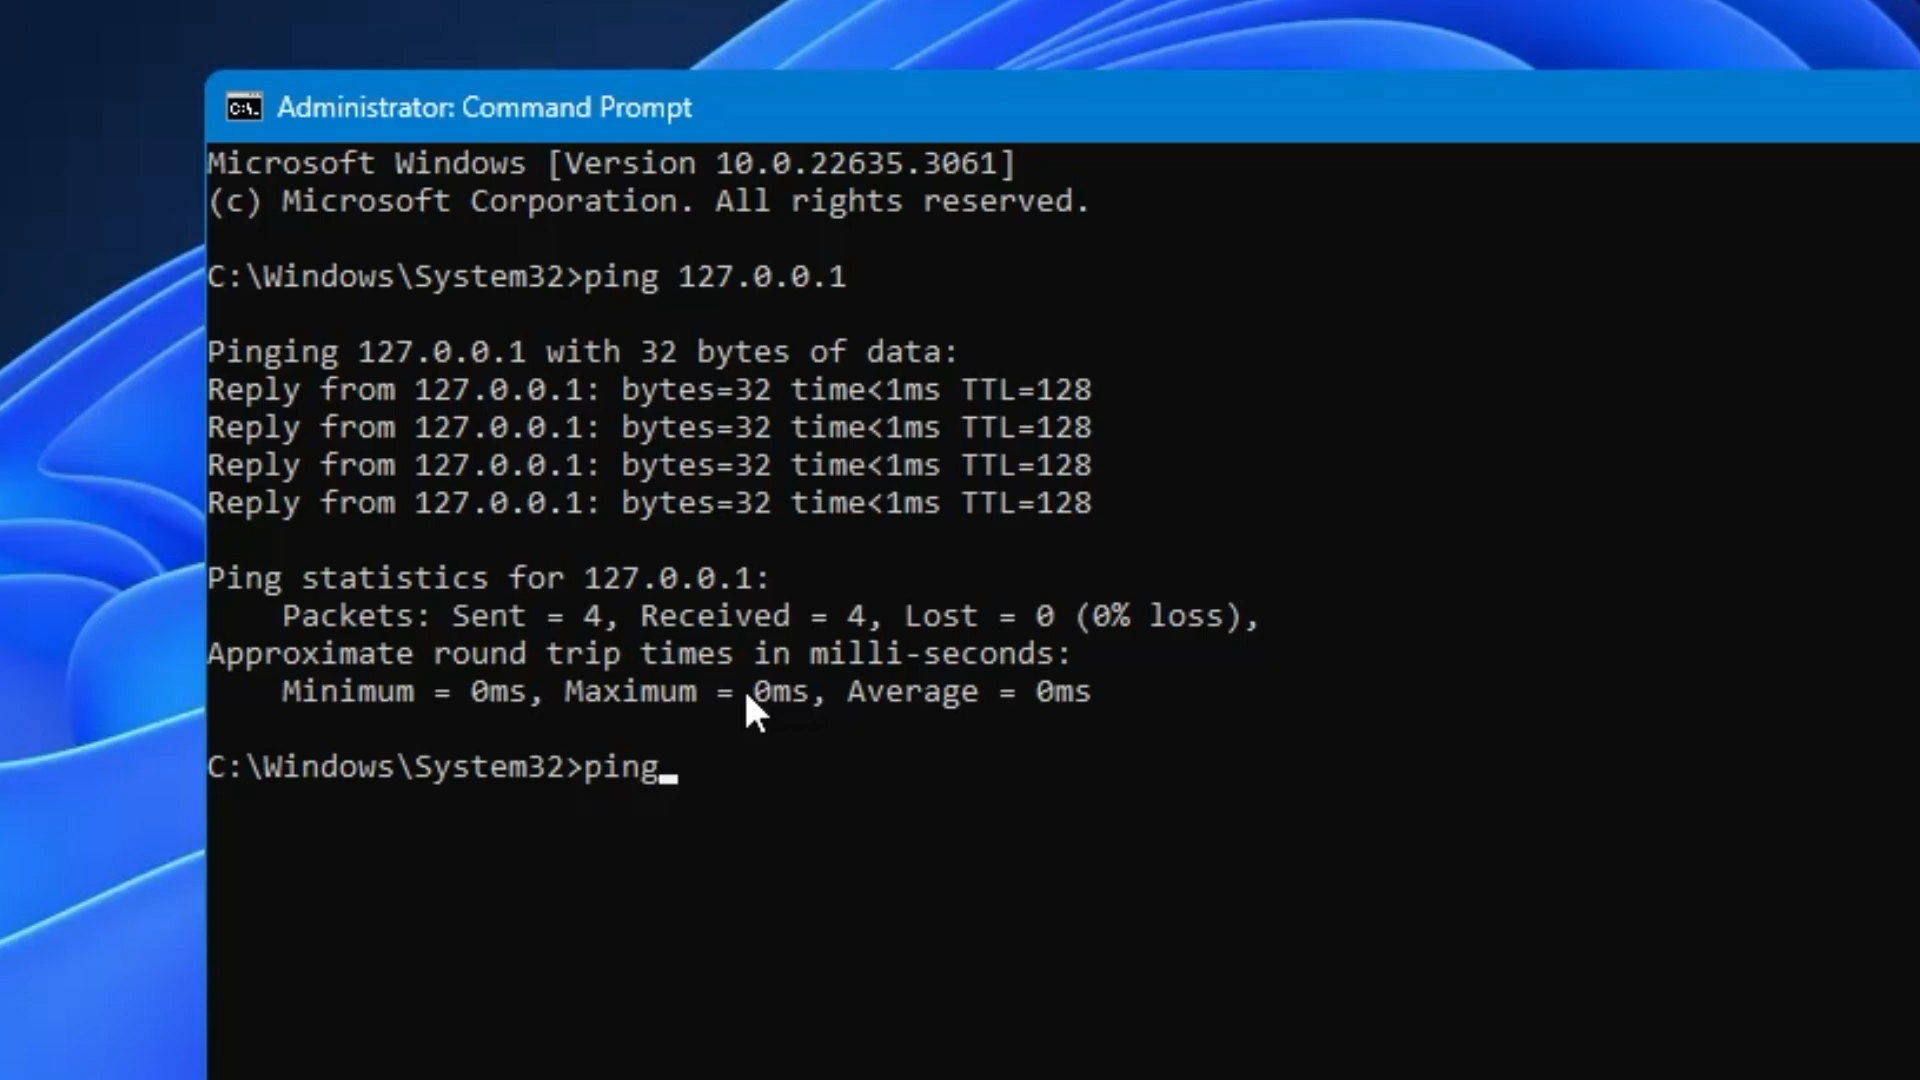 Administrator: Command Prompt
Microsoft Windows [Version 10.0.22635.3061]
(c) Microsoft Corporation. All rights reserved.
C:\Windows\System32>ping 127.0.0.1
Pinging 127.0.0.1 with 32 bytes of data:
Reply from 127.0.0.1: bytes=32 time<1ms TTL=128
Reply from 127.0.0.1: bytes=32 time<1ms TTL=128
Reply from 127.0.0.1: bytes=32 time<1ms TTL=128
Reply from 127.0.0.1: bytes=32 time<1ms TTL=128
Ping statistics for 127.0.0.1:
    Packets: Sent = 4, Received = 4, Lost = 0 (0% loss),
Approximate round trip times in milli-seconds:
    Minimum = 0ms, Maximum = 0ms, Average = 0ms
C:\Windows\System32>ping_